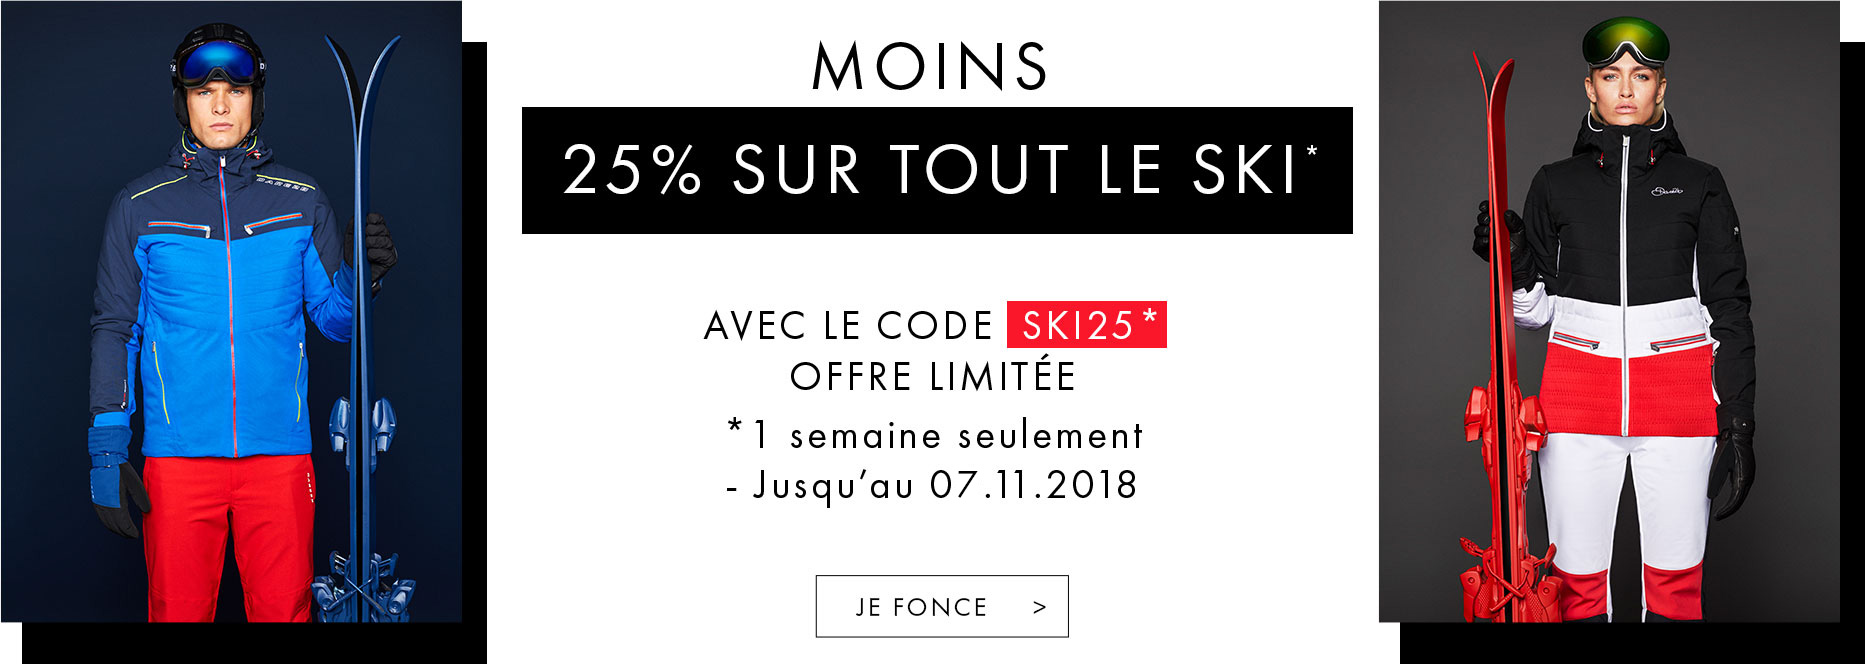 MOINS
25% SUR TOUT LE SKI*
AVEC LE CODE SKI25*
OFFRE LIMITÉE
*1 semaine seulement
- Jusqu’au 07.11.2018
JE FONCE >
DARE2B